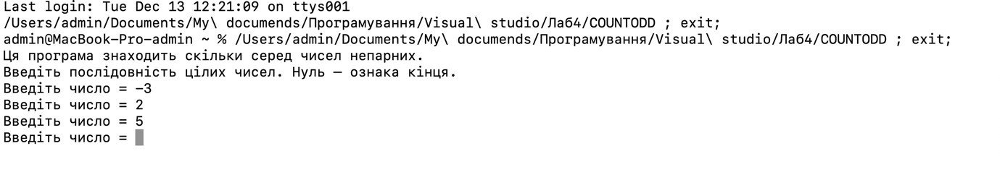 Last login: Tue Dec 13 12:21:09 on ttys001
/Users/admin/Documents/My\ documends/Програмування/Visual\ studio/Лаб4/COUNTODD ; exit;
admin@MacBook-Pro-admin ~ % /Users/admin/Documents/My\ documends/Програмування/Visual\ studio/Лаб4/COUNTODD ; exit;
Ця програма знаходить скільки серед чисел непарних.
Введіть послідовність цілих чисел. Нуль – ознака кінця.
Введіть число = -3
Введіть число = 2
Введіть число = 5
Введіть число =